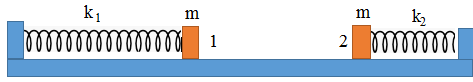 k₁ m 1 2 m k₂